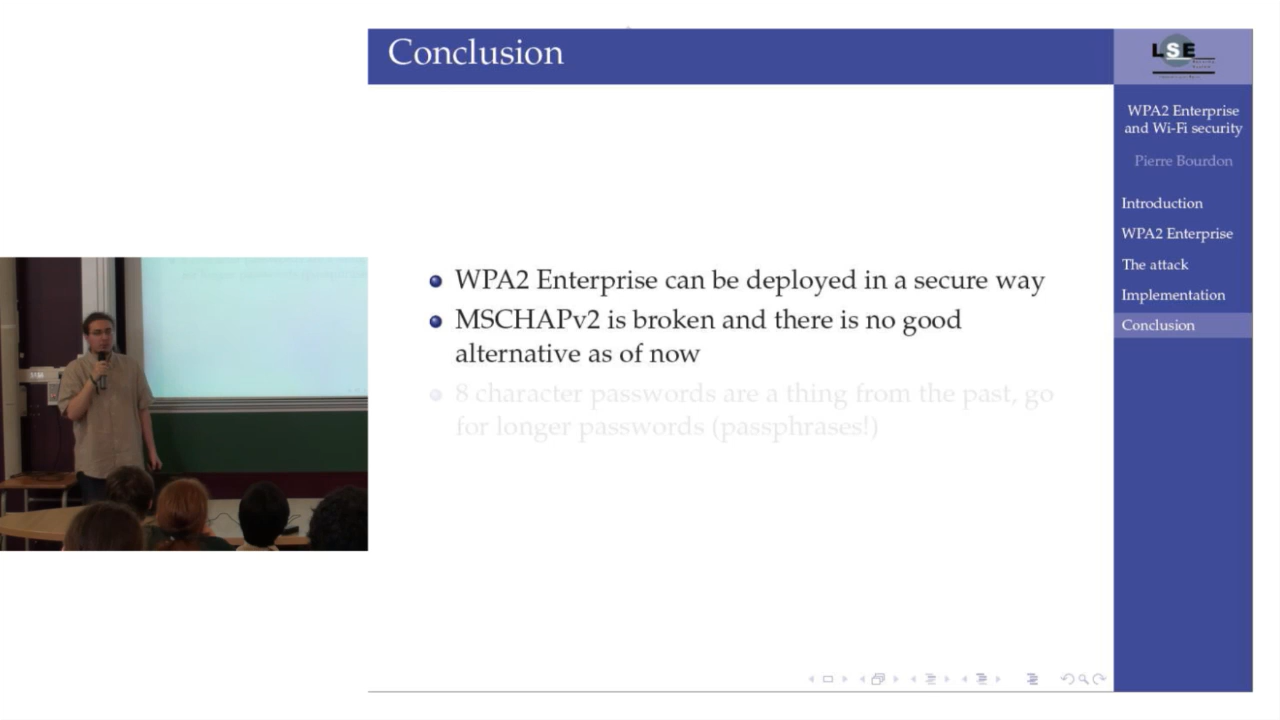 Conclusion
LSE
WPA2 Enterprise
and Wi-Fi security
Pierre Bourdon
Introduction
WPA2 Enterprise
The attack
Implementation
Conclusion
WPA2 Enterprise can be deployed in a secure way
MSCHAPv2 is broken and there is no good
alternative as of now
8 character passwords are a thing from the past, go
for longer passwords (passphrases!)